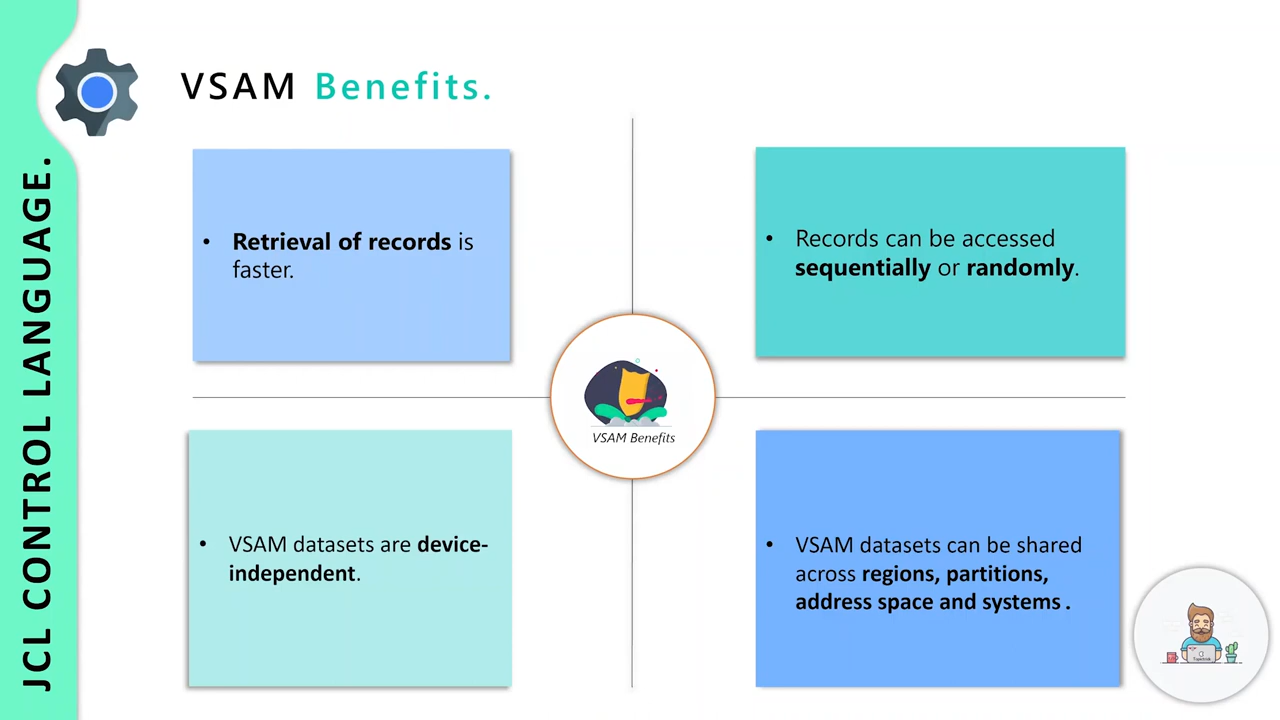 JCL CONTROL LANGUAGE.
VSAM Benefits.
• Retrieval of records is
faster.
• Records can be accessed
sequentially or randomly.
VSAM Benefits
• VSAM datasets are device-
independent.
• VSAM datasets can be shared
across regions, partitions,
address space and systems .